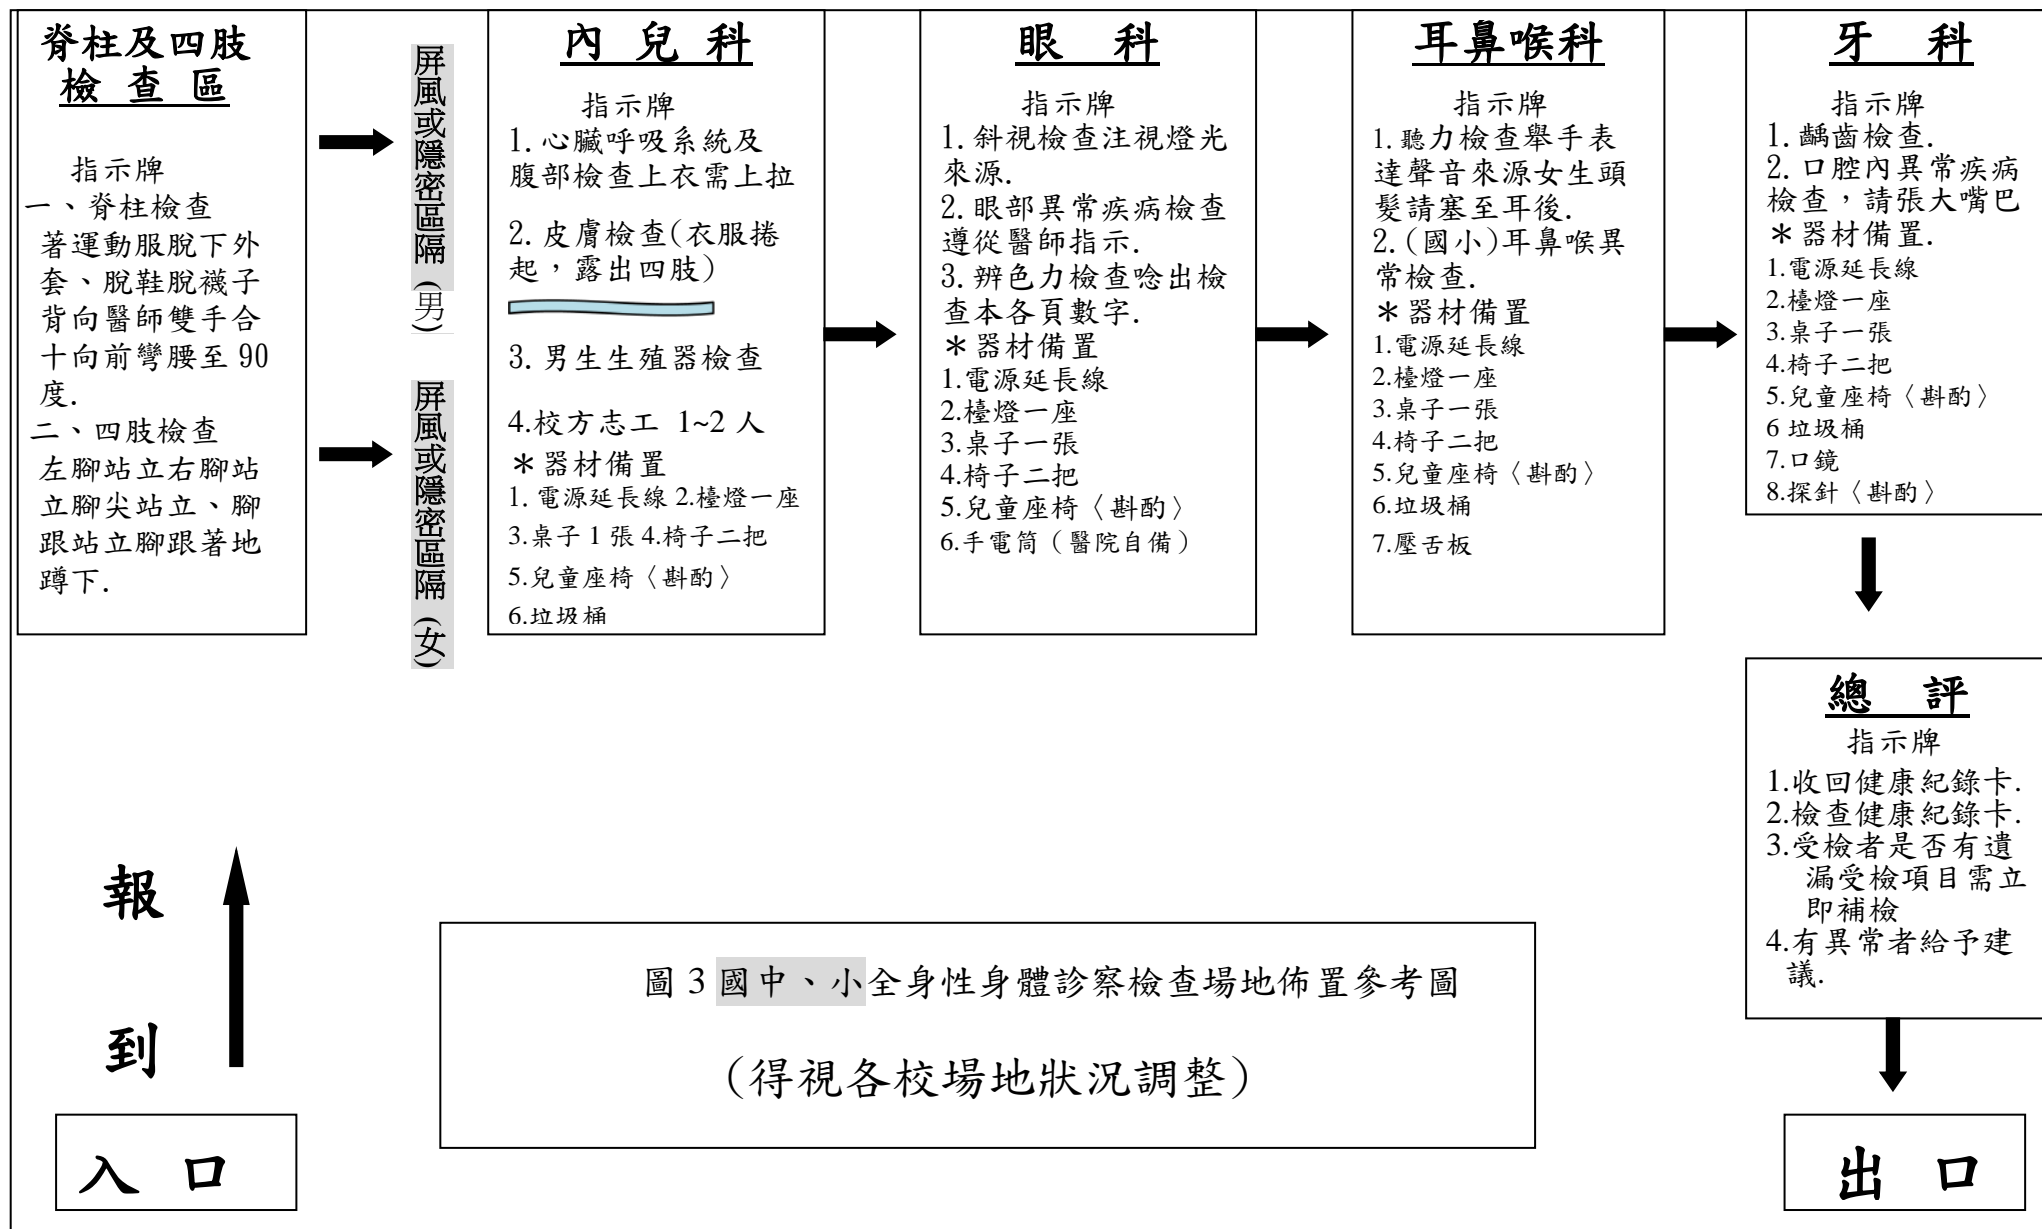 脊柱及四肢
檢 查 區
指示牌
一、脊柱檢查
著運動服脫下外
套、脫鞋脫襪子
背向醫師雙手合
十向前彎腰至 90
度.
二、四肢檢查
左腳站立右腳站
立腳尖站立、腳
跟站立腳跟著地
蹲下.
屏風或隱密區隔 (男)
屏風或隱密區隔 (女)
內 兒 科
指示牌
1. 心臟呼吸系統及
腹部檢查上衣需上拉
2. 皮膚檢查(衣服捲
起，露出四肢)
3. 男生生殖器檢查
4.校方志工 1~2 人
＊器材備置
1. 電源延長線 2.檯燈一座
3.桌子 1 張 4.椅子二把
5.兒童座椅〈斟酌〉
6.垃圾桶
眼 科
指示牌
1. 斜視檢查注視燈光
來源.
2. 眼部異常疾病檢查
遵從醫師指示.
3. 辨色力檢查唸出檢
查本各頁數字.
＊器材備置
1.電源延長線
2.檯燈一座
3.桌子一張
4.椅子二把
5.兒童座椅〈斟酌〉
6.手電筒（醫院自備）
耳鼻喉科
指示牌
1. 聽力檢查舉手表
達聲音來源女生頭
髮請塞至耳後.
2. (國小)耳鼻喉異
常檢查.
＊器材備置
1.電源延長線
2.檯燈一座
3.桌子一張
4.椅子二把
5.兒童座椅〈斟酌〉
6.垃圾桶
7.壓舌板
牙 科
指示牌
1. 齲齒檢查.
2. 口腔內異常疾病
檢查，請張大嘴巴
＊器材備置.
1.電源延長線
2.檯燈一座
3.桌子一張
4.椅子二把
5.兒童座椅〈斟酌〉
6 垃圾桶
7.口鏡
8.探針〈斟酌〉
總 評
指示牌
1.收回健康紀錄卡.
2.檢查健康紀錄卡.
3.受檢者是否有遺
漏受檢項目需立
即補檢
4.有異常者給予建
議.
報
到
圖 3 國中、小全身性身體診察檢查場地佈置參考圖
(得視各校場地狀況調整)
入 口
出 口